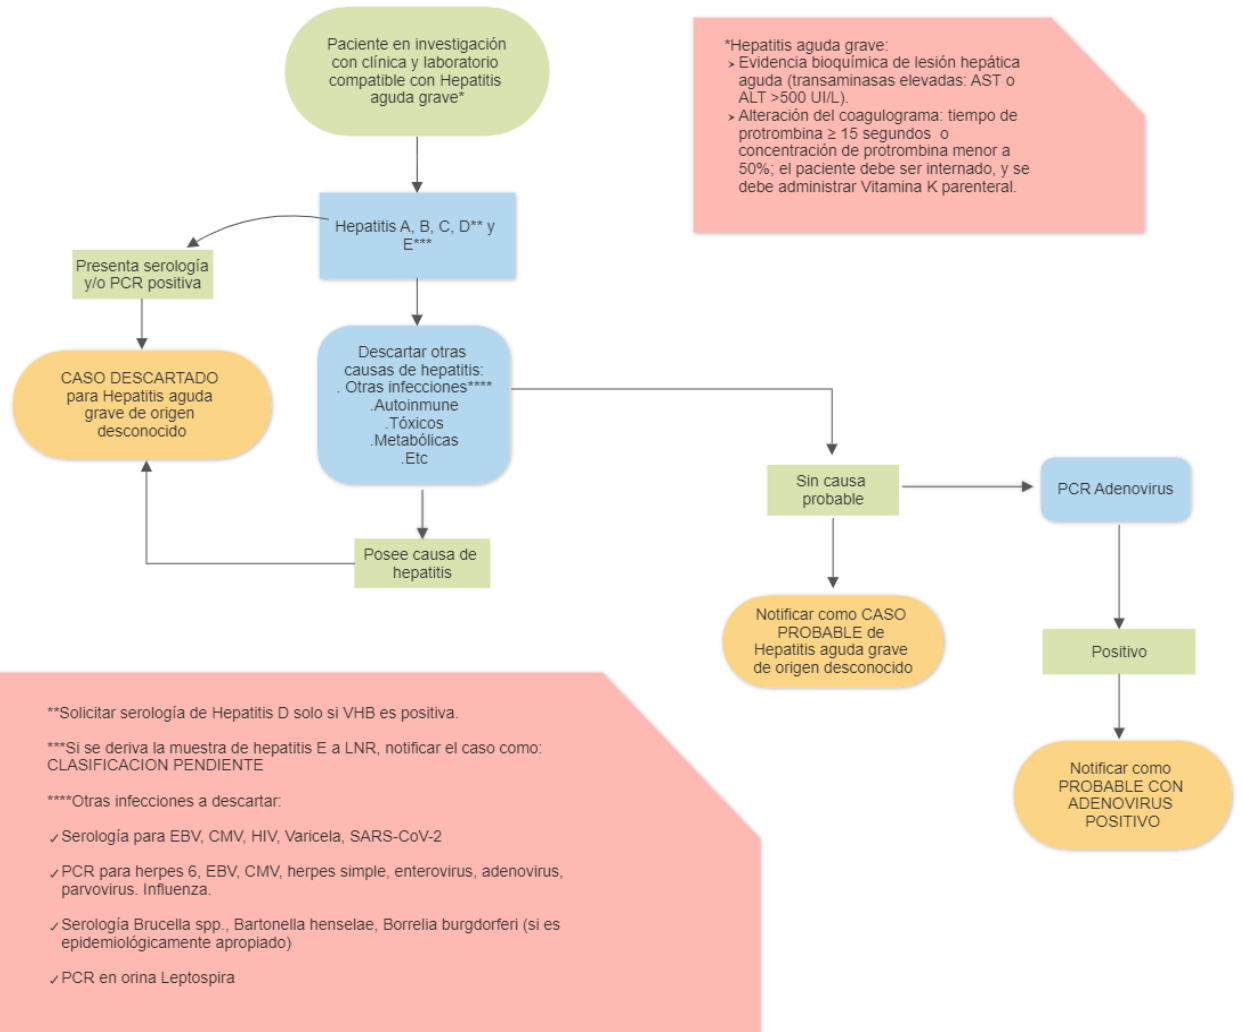 Paciente en investigación
con clínica y laboratorio
compatible con Hepatitis
aguda grave*
*Hepatitis aguda grave:
➤ Evidencia bioquímica de lesión hepática
aguda (transaminasas elevadas: AST o
ALT >500 UI/L).
➤ Alteración del coagulograma: tiempo de
protrombina ≥ 15 segundos o
concentración de protrombina menor a
50%; el paciente debe ser internado, y se
debe administrar Vitamina K parenteral.
Hepatitis A, B, C, D** y
E***
Presenta serología
y/o PCR positiva
CASO DESCARTADO
para Hepatitis aguda
grave de origen
desconocido
Descartar otras
causas de hepatitis:
. Otras infecciones****
.Autoinmune
.Tóxicos
.Metabólicas
.Etc
Posee causa de
hepatitis
Sin causa
probable
PCR Adenovirus
Notificar como CASO
PROBABLE de
Hepatitis aguda grave
de origen desconocido
Positivo
Notificar como
PROBABLE CON
ADENOVIRUS
POSITIVO
**Solicitar serología de Hepatitis D solo si VHB es positiva.
***Si se deriva la muestra de hepatitis E a LNR, notificar el caso como:
CLASIFICACION PENDIENTE
****Otras infecciones a descartar:
✓ Serología para EBV, CMV, HIV, Varicela, SARS-CoV-2
✓ PCR para herpes 6, EBV, CMV, herpes simple, enterovirus, adenovirus,
parvovirus. Influenza.
✓ Serología Brucella spp., Bartonella henselae, Borrelia burgdorferi (si es
epidemiológicamente apropiado)
✓ PCR en orina Leptospira